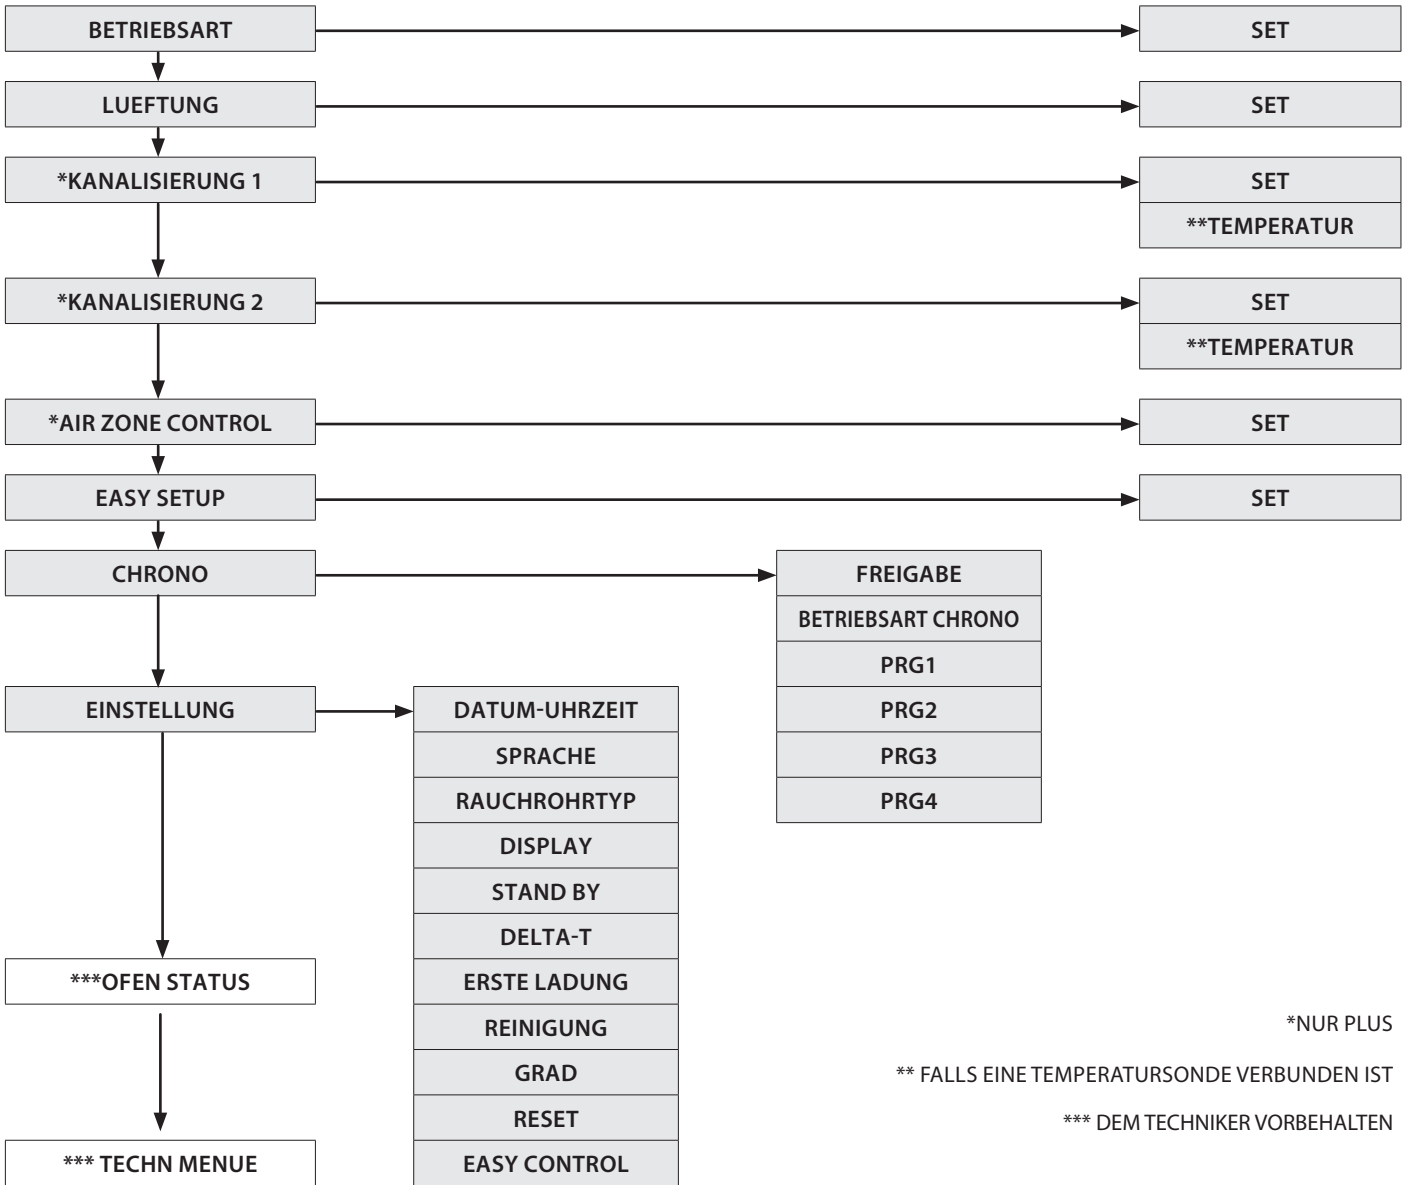 BETRIEBSART
SET
LUEFTUNG
SET
*KANALISIERUNG 1
SET
**TEMPERATUR
*KANALISIERUNG 2
SET
**TEMPERATUR
*AIR ZONE CONTROL
SET
EASY SETUP
SET
CHRONO
FREIGABE
BETRIEBSART CHRONO
PRG1
PRG2
PRG3
PRG4
EINSTELLUNG
DATUM-UHRZEIT
SPRACHE
RAUCHROHRTYP
DISPLAY
STAND BY
DELTA-T
ERSTE LADUNG
REINIGUNG
GRAD
RESET
EASY CONTROL
***OFEN STATUS
*** TECHN MENUE
*NUR PLUS
** FALLS EINE TEMPERATURSONDE VERBUNDEN IST
*** DEM TECHNIKER VORBEHALTEN